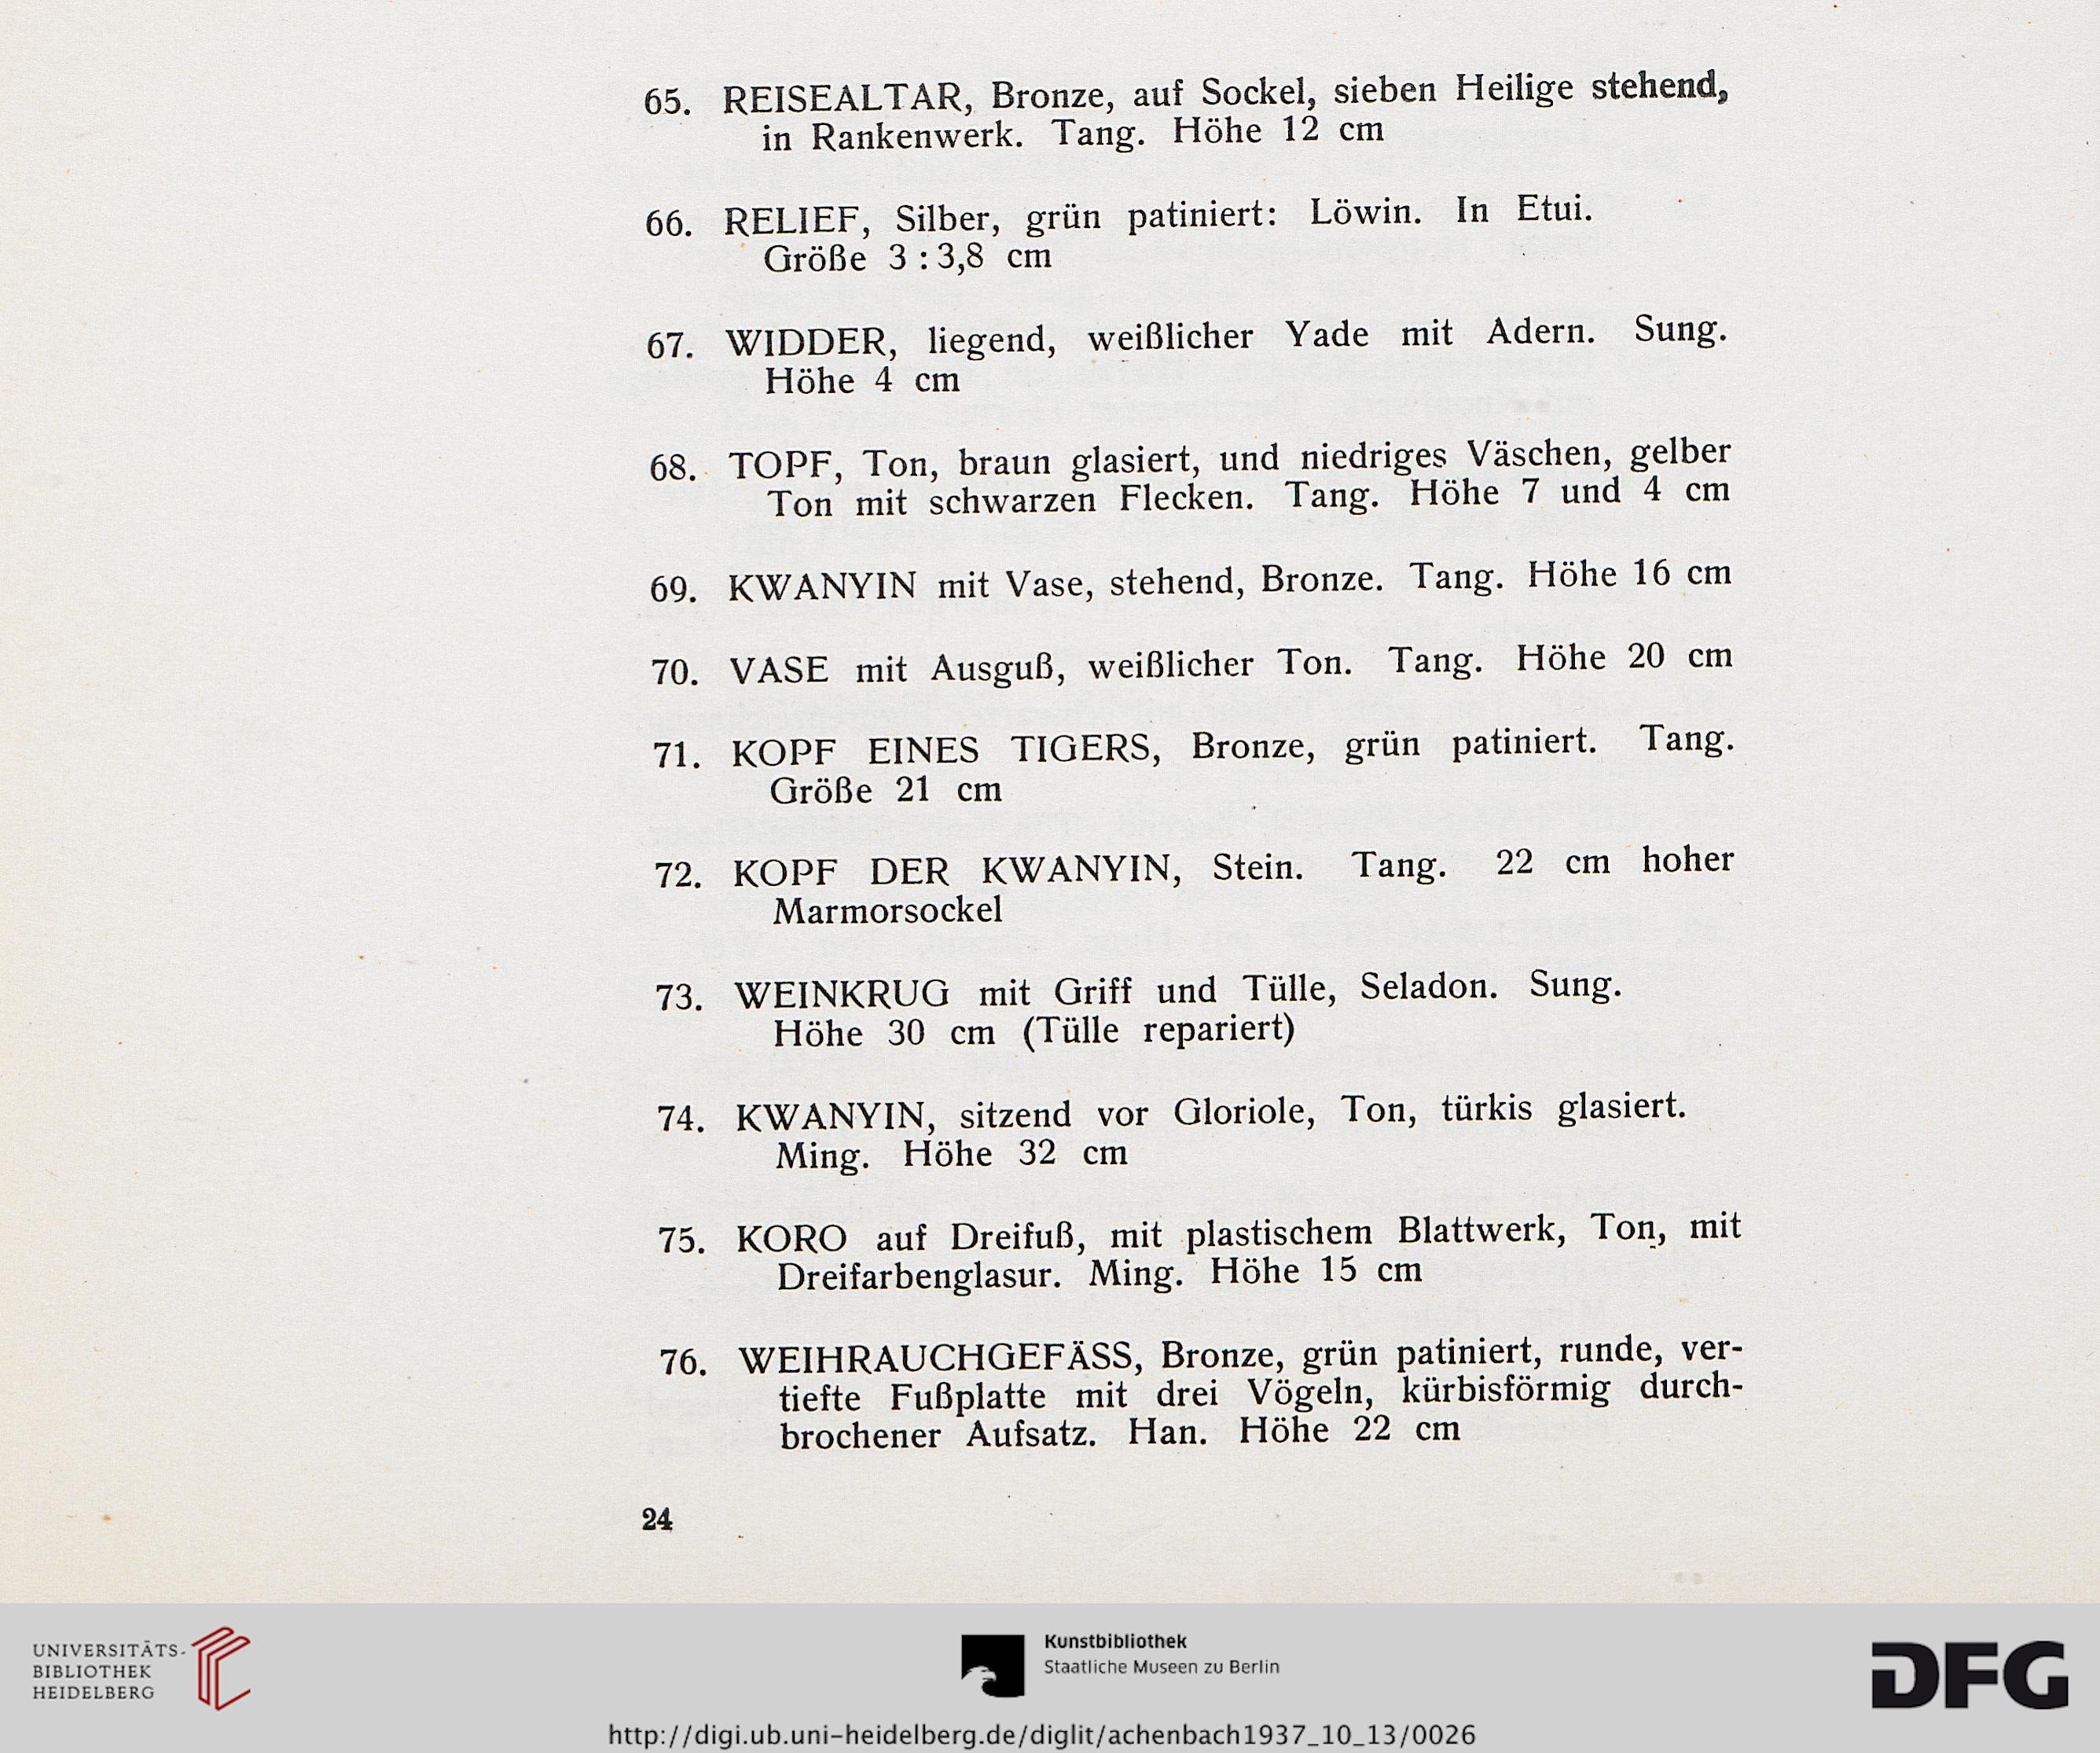 65. REISEALTAR, Bronze, auf Sockel, sieben Heilige stehend,
in Rankenwerk. Tang. Höhe 12 cm
66. RELIEF, Silber, grün patiniert: Löwin. In Etui.
Größe 3 : 3,8 cm
67. WIDDER, liegend, weißlicher Yade mit Adern. Sung.
Höhe 4 cm
68. TOPF, Ton, braun glasiert, und niedriges Väschen, gelber
Ton mit schwarzen Flecken. Tang. Höhe 7 und 4 cm
69. KWANYIN mit Vase, stehend, Bronze. Tang. Höhe 16 cm
70. VASE mit Ausguß, weißlicher Ton. Tang. Höhe 20 cm
71. KOPF EINES TIGERS, Bronze, grün patiniert. Tang.
Größe 21 cm
72. KOPF DER KWANYIN, Stein. Tang. 22 cm hoher
Marmorsockel
73. WEINKRUG mit Griff und Tülle, Seladon. Sung.
Höhe 30 cm (Tülle repariert)
74. KWANYIN, sitzend vor Gloriole, Ton, türkis glasiert.
Ming. Höhe 32 cm
75. KORO auf Dreifuß, mit plastischem Blattwerk, Ton, mit
Dreifarbenglasur. Ming. Höhe 15 cm
76. WEIHRAUCHGEFÄSS, Bronze, grün patiniert, runde, ver-
tiefte Fußplatte mit drei Vögeln, kürbisförmig durch-
brochener Aufsatz. Han. Höhe 22 cm
24
UNIVERSITÄTS-
BIBLIOTHEK
HEIDELBERG
Kunstbibliothek
Staatliche Museen zu Berlin
DFG
http://digi.ub.uni-heidelberg.de/diglit/achenbach1937_10_13/0026